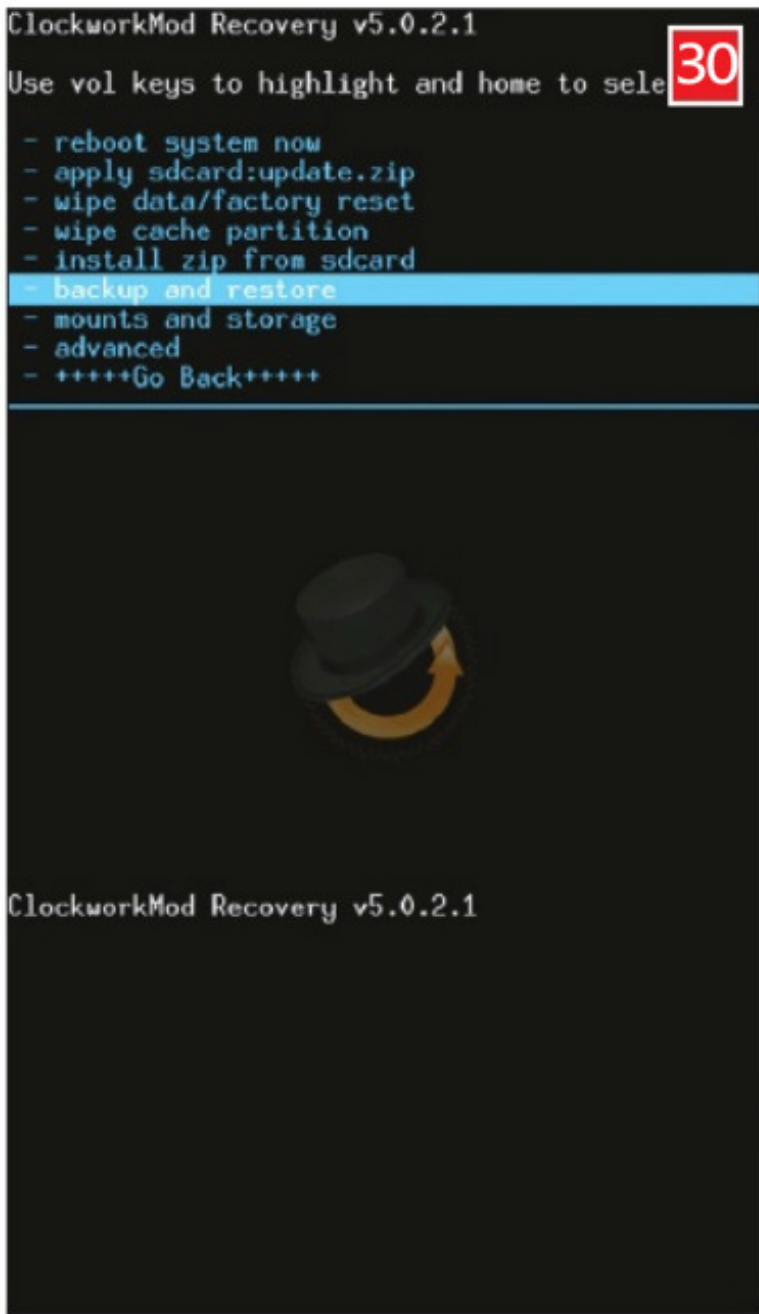 ClockworkMod Recovery v5.0.2.1
30
Use vol keys to highlight and home to sele
- reboot system now
- apply sdcard:update.zip
- wipe data/factory reset
- wipe cache partition
- install zip from sdcard
- backup and restore
- mounts and storage
- advanced
- +++++Go Back+++++
ClockworkMod Recovery v5.0.2.1